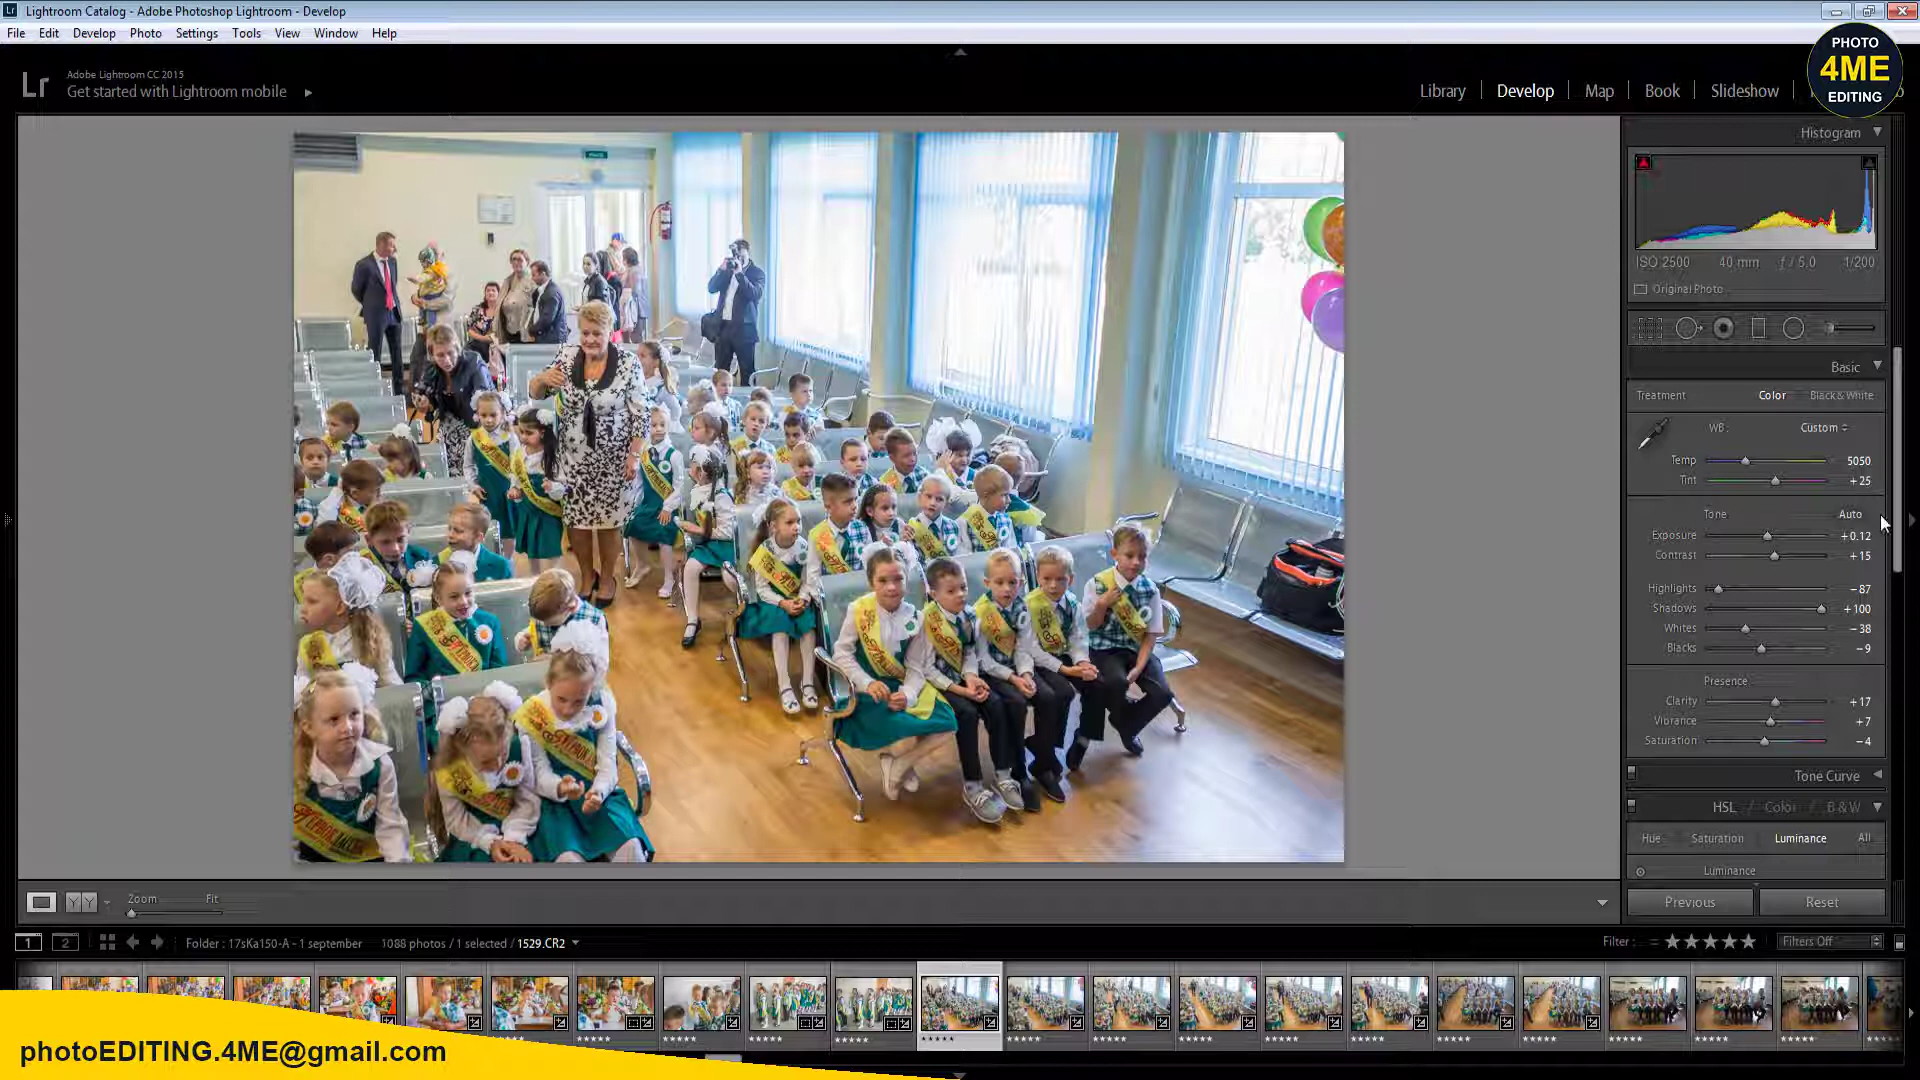 Lightroom Catalog - Adobe Photoshop Lightroom - Develop
File Edit Develop Photo Settings Tools View Window Help
PHOTO
4ME
EDITING
Lr
Adobe Lightroom CC 2015
Get started with Lightroom mobile
Library Develop Map Book Slideshow
Histogram
ISO 2500 40 mm f / 5.0 1/200
Original Photo
Basic
Treatment Color Black & White
WB: Custom
Temp 5050
Tint +25
Tone Auto
Exposure +0.12
Contrast +15
Highlights -87
Shadows +100
Whites -38
Blacks -9
Presence
Clarity +17
Vibrance +7
Saturation -4
Tone Curve
HSL / Color / B & W
Hue Saturation Luminance All
Luminance
YY Zoom Fit
Previous Reset
1 2 Folder : 17sKa150-A - 1 september 1088 photos / 1 selected / 1529.CR2
Filter : Filters Off
photoEDITING.4ME@gmail.com